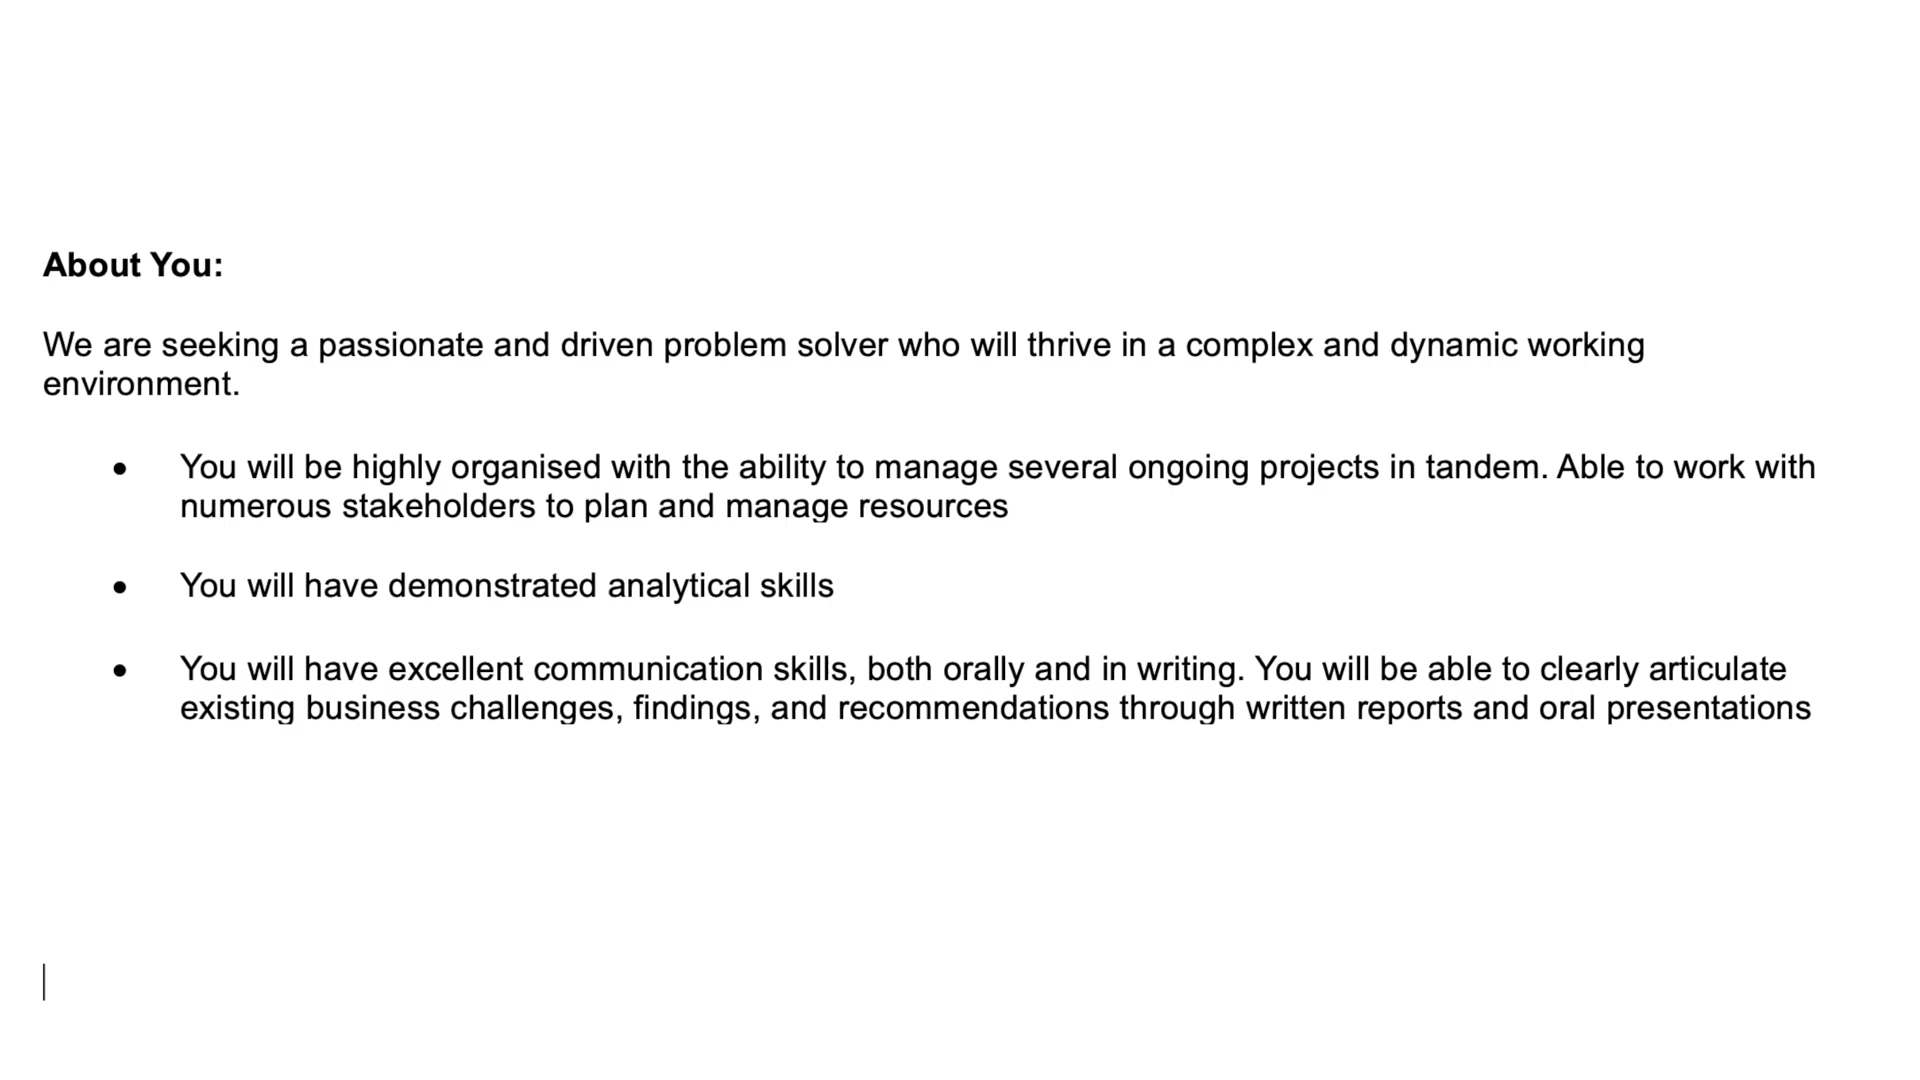 About You:
We are seeking a passionate and driven problem solver who will thrive in a complex and dynamic working
environment.
• You will be highly organised with the ability to manage several ongoing projects in tandem. Able to work with
numerous stakeholders to plan and manage resources
• You will have demonstrated analytical skills
• You will have excellent communication skills, both orally and in writing. You will be able to clearly articulate
existing business challenges, findings, and recommendations through written reports and oral presentations